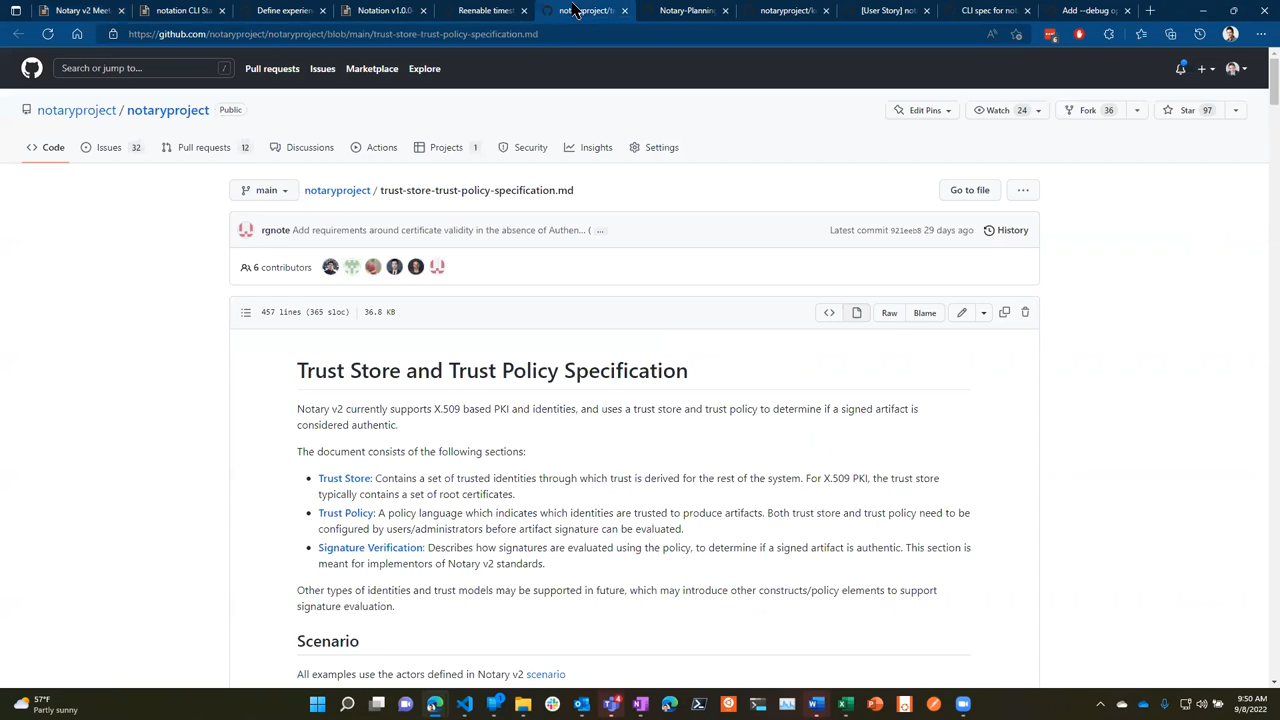 Notary v2 Meet
notation CLI Sta
Define experien
Notation v1.0.0
Reenable timest
notaryproject/t
Notary-Planning
notaryproject/k
[User Story] not
CLI spec for not
Add --debug op
https://github.com/notaryproject/notaryproject/blob/main/trust-store-trust-policy-specification.md
6
Search or jump to...
/
Pull requests
Issues
Marketplace
Explore
notaryproject / notaryproject
Public
Edit Pins
Watch 24
Fork 36
Star 97
Code
Issues 32
Pull requests 12
Discussions
Actions
Projects 1
Security
Insights
Settings
main
notaryproject / trust-store-trust-policy-specification.md
Go to file
rgnote Add requirements around certificate validity in the absence of Authen... ( ...
Latest commit 921eeb8 29 days ago
History
6 contributors
457 lines (365 sloc)
36.8 KB
Raw
Blame
Trust Store and Trust Policy Specification
Notary v2 currently supports X.509 based PKI and identities, and uses a trust store and trust policy to determine if a signed artifact is
considered authentic.
The document consists of the following sections:
• Trust Store: Contains a set of trusted identities through which trust is derived for the rest of the system. For X.509 PKI, the trust store
typically contains a set of root certificates.
• Trust Policy: A policy language which indicates which identities are trusted to produce artifacts. Both trust store and trust policy need to be
configured by users/administrators before artifact signature can be evaluated.
• Signature Verification: Describes how signatures are evaluated using the policy, to determine if a signed artifact is authentic. This section is
meant for implementors of Notary v2 standards.
Other types of identities and trust models may be supported in future, which may introduce other constructs/policy elements to support
signature evaluation.
Scenario
All examples use the actors defined in Notary v2 scenario
57°F
Partly sunny
9:50 AM
9/8/2022